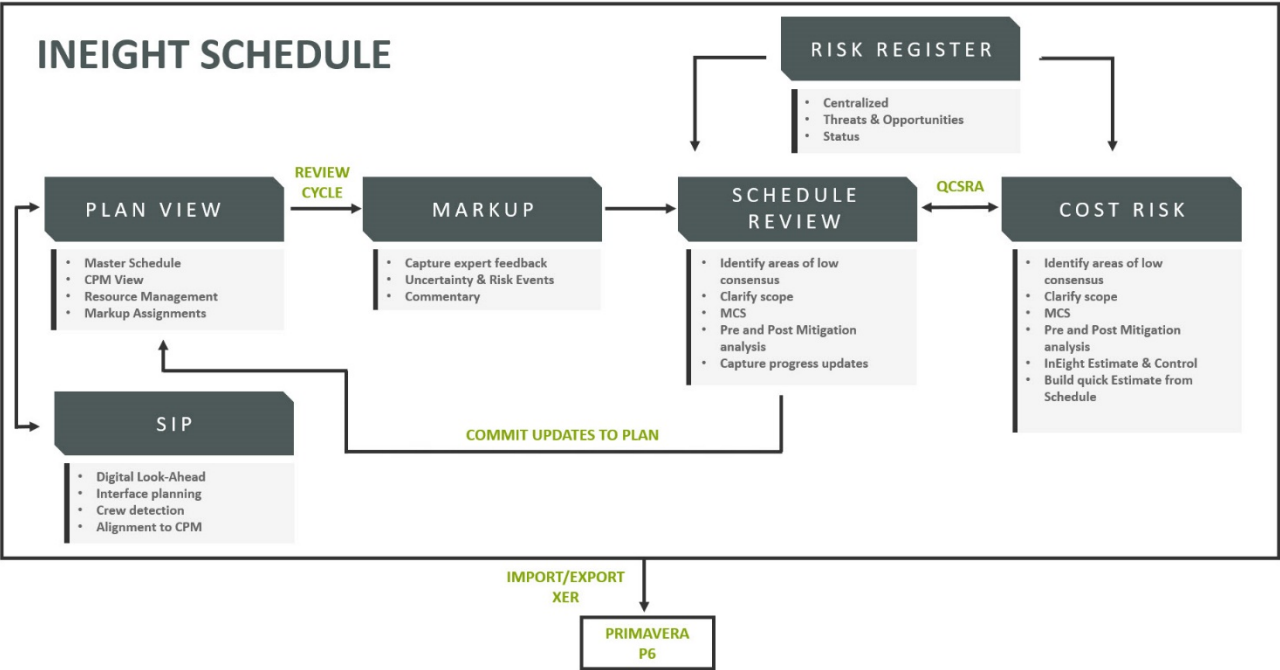 INEIGHT SCHEDULE
RISK REGISTER
• Centralized
• Threats & Opportunities
• Status
PLAN VIEW
• Master Schedule
• CPM View
• Resource Management
• Markup Assignments
REVIEW
CYCLE
MARKUP
• Capture expert feedback
• Uncertainty & Risk Events
• Commentary
SCHEDULE
REVIEW
• Identify areas of low
consensus
• Clarify scope
• MCS
• Pre and Post Mitigation
analysis
• Capture progress updates
QCSRA
COST RISK
• Identify areas of low
consensus
• Clarify scope
• MCS
• Pre and Post Mitigation
analysis
• InEight Estimate & Control
• Build quick Estimate from
Schedule
SIP
• Digital Look-Ahead
• Interface planning
• Crew detection
• Alignment to CPM
COMMIT UPDATES TO PLAN
IMPORT/EXPORT
XER
PRIMAVERA
P6